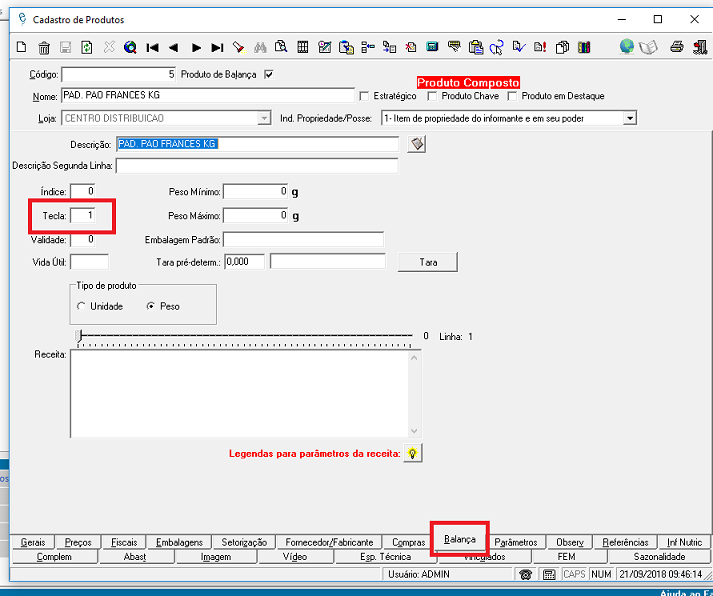 Cadastro de Produtos
Código: 5 Produto de Balança
Produto Composto
Nome: PAD. PAO FRANCES KG Estratégico Produto Chave Produto em Destaque
Loja: CENTRO DISTRIBUICAO Ind. Propriedade/Posse: 1- Item de propriedade do informante e em seu poder
Descrição: PAD. PAO FRANCES KG
Descrição Segunda Linha:
Índice: 0 Peso Mínimo: 0 g
Tecla: 1 Peso Máximo: 0 g
Validade: 0 Embalagem Padrão:
Vida Útil: Tara pré-determ.: 0,000 Tara
Tipo de produto
Unidade Peso
0 Linha: 1
Receita:
Legendas para parâmetros da receita:
Gerais Preços Fiscais Embalagens Setorização Fornecedor/Fabricante Compras Balança Parâmetros Observ Referências Inf Nutric
Complem Abast Imagem Vídeo Esp. Técnica Vinculados FEM Sazonalidade
Usuário: ADMIN CAPS NUM 21/09/2018 09:46:14